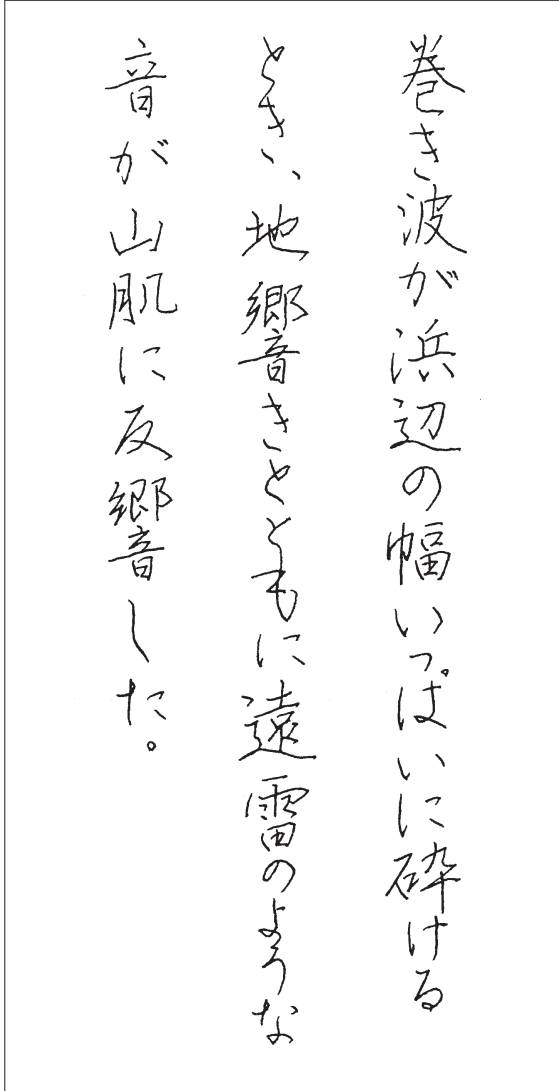 巻き波が浜辺の幅いっぱいに砕ける
とき、地響きとともに遠雷のような
音が山肌に反響した。